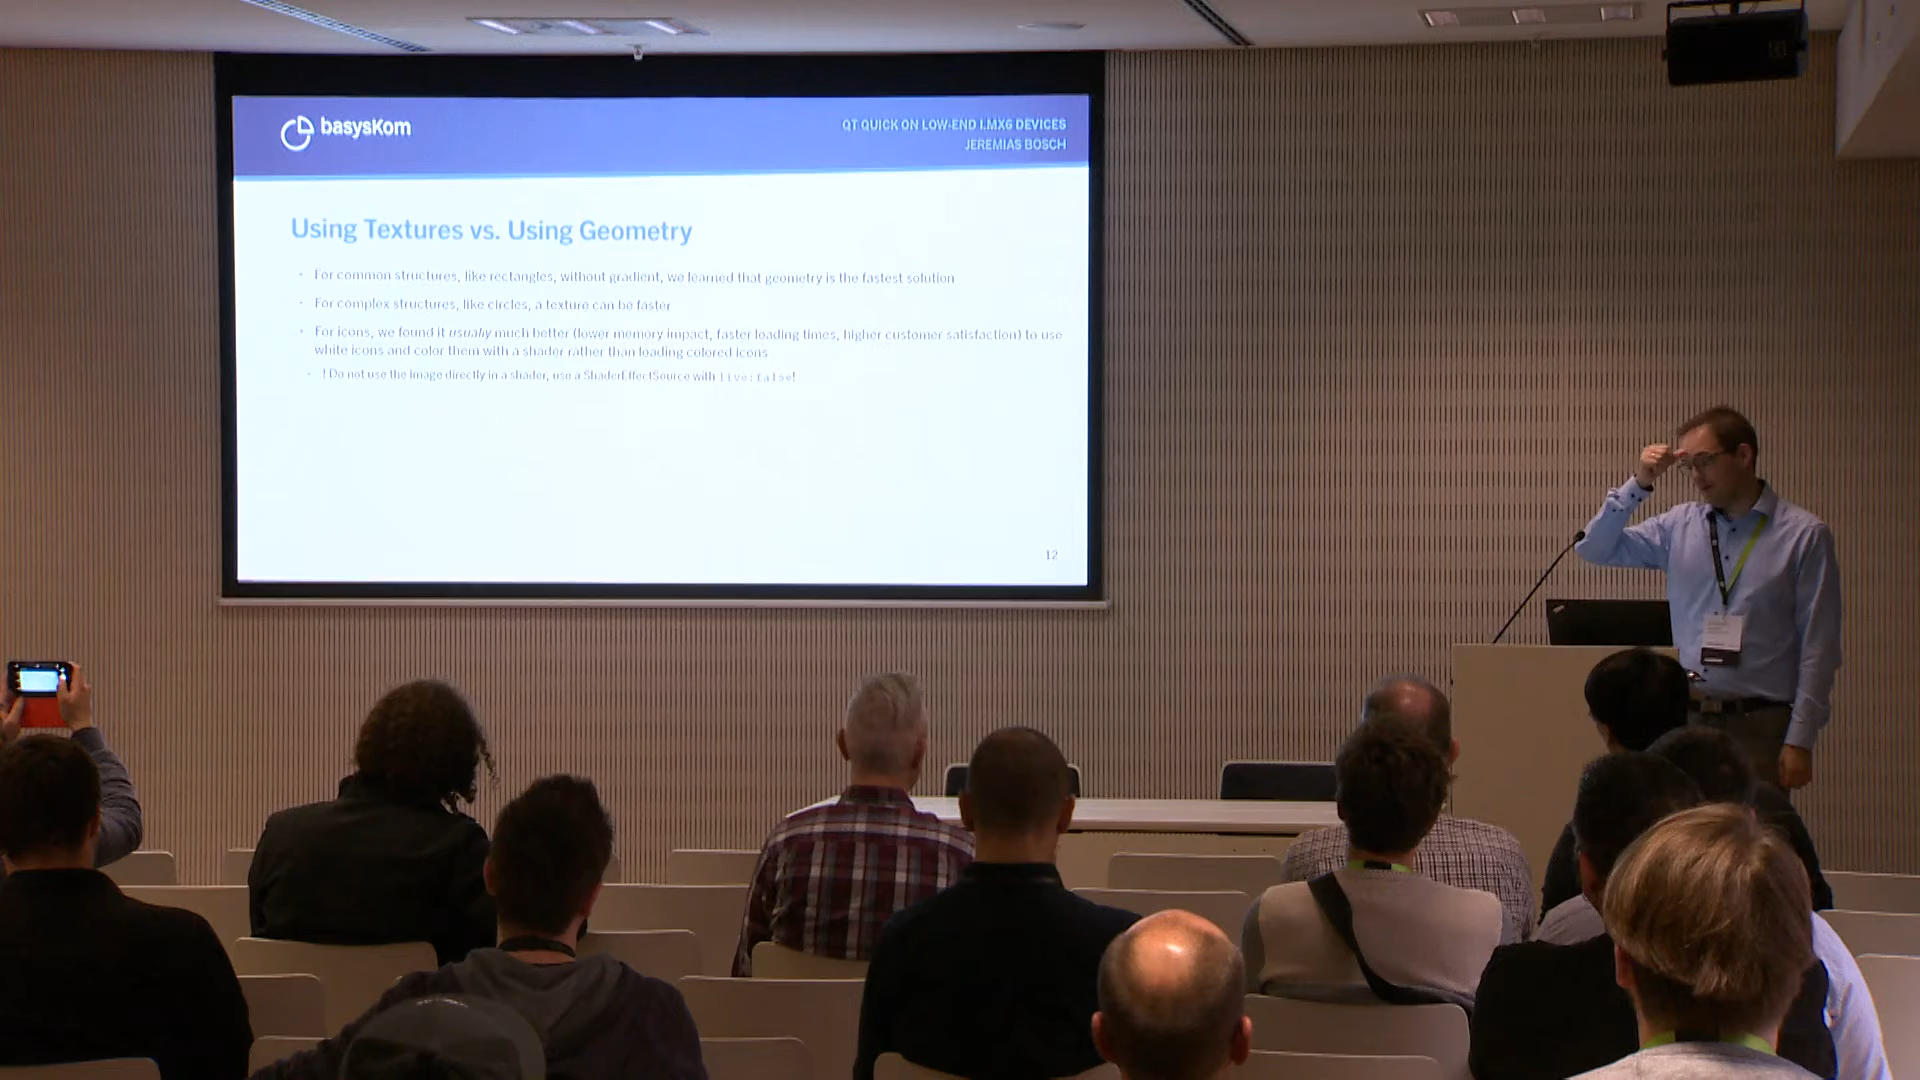 basysKom
QT QUICK ON LOW-END I.MX6 DEVICES
JEREMIAS BOSCH
Using Textures vs. Using Geometry
- For common structures, like rectangles, without gradient, we learned that geometry is the fastest solution
- For complex structures, like circles, a texture can be faster
- For icons, we found it usually much better (lower memory impact, faster loading times, higher customer satisfaction) to use
white icons and color them with a shader rather than loading colored icons
- ! Do not use the image directly in a shader, use a ShaderEffectSource with live:false!
12